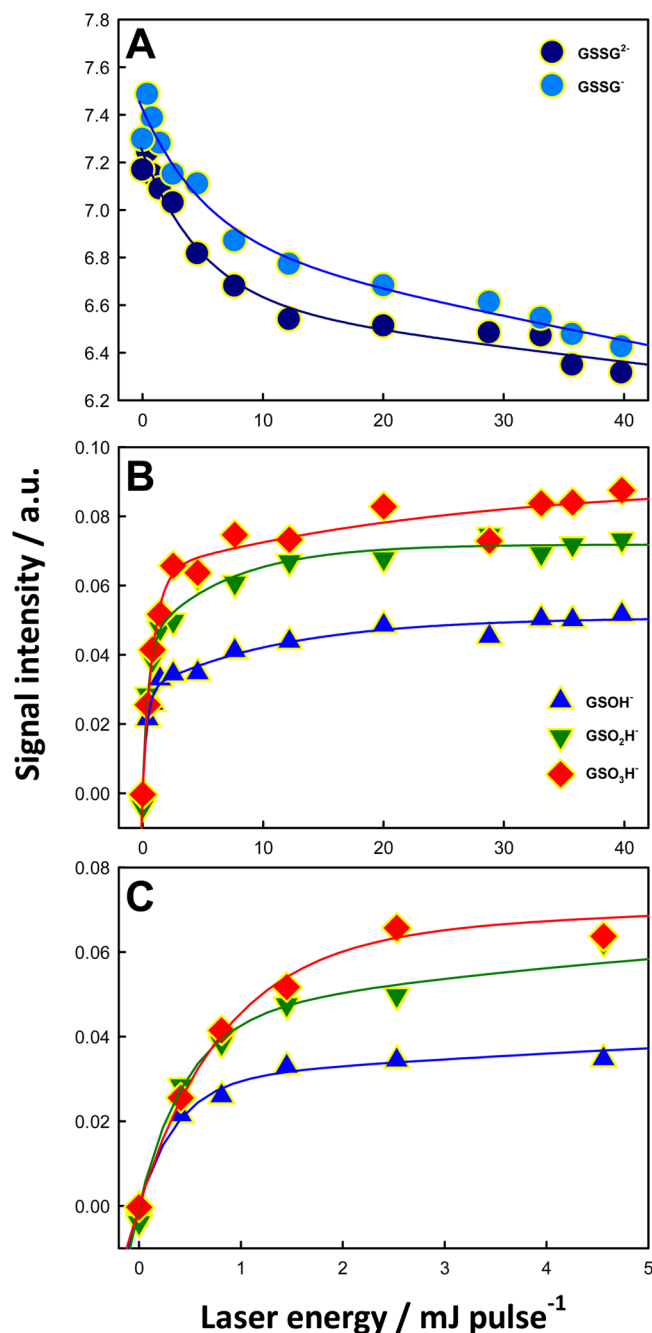 A
GSSG²⁻
GSSG⁻
7.8
7.6
7.4
7.2
7.0
6.8
6.6
6.4
6.2
0 10 20 30 40
B
0.10
0.08
0.06
0.04
0.02
0.00
GSOH⁻
GSO₂H⁻
GSO₃H⁻
0 10 20 30 40
Signal intensity / a.u.
C
0.08
0.06
0.04
0.02
0.00
0 1 2 3 4 5
Laser energy / mJ pulse⁻¹